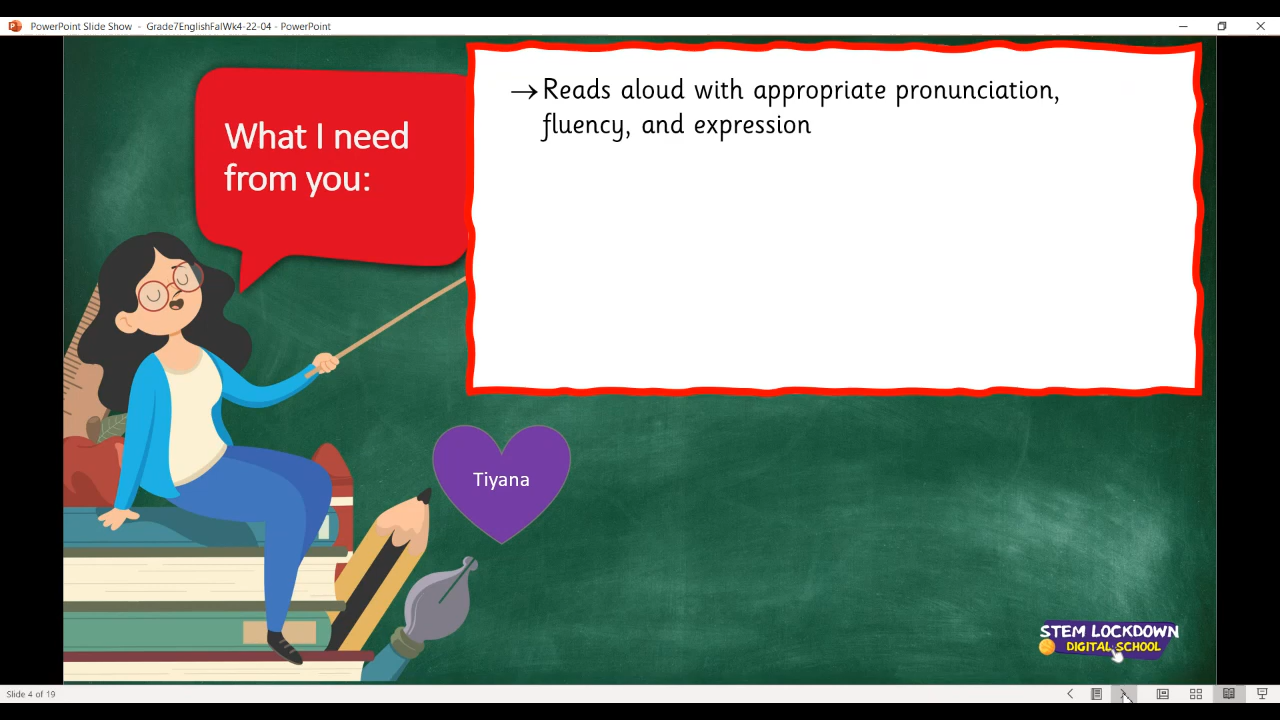 PowerPoint Slide Show - Grade7EnglishFalWk4-22-04 - PowerPoint
What I need
from you:
→Reads aloud with appropriate pronunciation,
fluency, and expression
Tiyana
STEM LOCKDOWN
DIGITAL SCHOOL
Slide 4 of 19